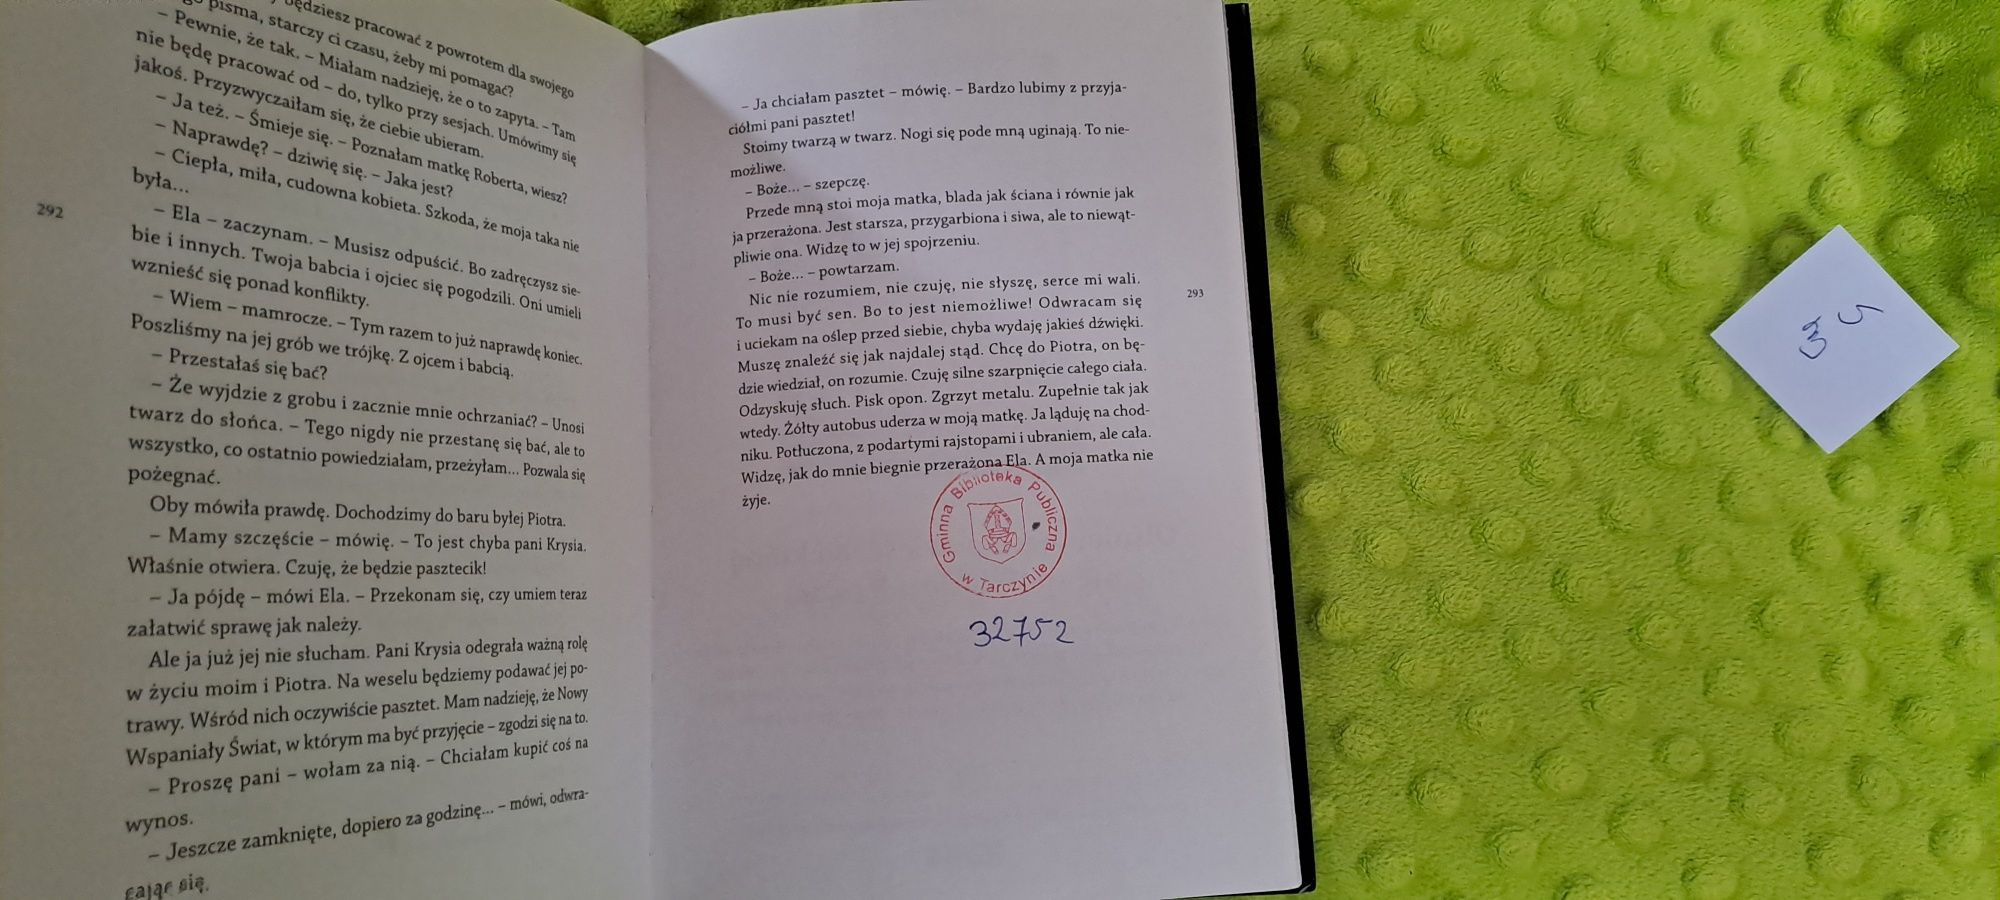 będziesz pracować z powrotem dla swojego
pisma, starczy ci czasu, żeby mi pomagać?
– Pewnie, że tak. – Miałam nadzieję, że o to zapyta. – Tam
nie będę pracować od – do, tylko przy sesjach. Umówimy się
jakoś. Przyzwyczaiłam się, że ciebie ubieram.
– Ja też. – Śmieje się. – Poznałam matkę Roberta, wiesz?
– Naprawdę? – dziwię się. – Jaka jest?
– Ciepła, miła, cudowna kobieta. Szkoda, że moja taka nie
była...
– Ela – zaczynam. – Musisz odpuścić. Bo zadręczysz sie-
bie i innych. Twoja babcia i ojciec się pogodzili. Oni umieli
wznieść się ponad konflikty.
– Wiem – mamrocze. – Tym razem to już naprawdę koniec.
Poszliśmy na jej grób we trójkę. Z ojcem i babcią.
– Przestałaś się bać?
– Że wyjdzie z grobu i zacznie mnie ochrzaniać? – Unosi
twarz do słońca. – Tego nigdy nie przestanę się bać, ale to
wszystko, co ostatnio powiedziałam, przeżyłam... Pozwala się
pożegnać.
Oby mówiła prawdę. Dochodzimy do baru byłej Piotra.
– Mamy szczęście – mówię. – To jest chyba pani Krysia.
Właśnie otwiera. Czuję, że będzie pasztecik!
– Ja pójdę – mówi Ela. – Przekonam się, czy umiem teraz
załatwić sprawę jak należy.
Ale ja już jej nie słucham. Pani Krysia odegrała ważną rolę
w życiu moim i Piotra. Na weselu będziemy podawać jej po-
trawy. Wśród nich oczywiście pasztet. Mam nadzieję, że Nowy
Wspaniały Świat, w którym ma być przyjęcie – zgodzi się na to.
– Proszę pani – wołam za nią. – Chciałam kupić coś na
wynos.
– Jeszcze zamknięte, dopiero za godzinę... – mówi, odwra-
cając się.
292
– Ja chciałam pasztet – mówię. – Bardzo lubimy z przyja-
ciółmi pani pasztet!
Stoimy twarzą w twarz. Nogi się pode mną uginają. To nie-
możliwe.
– Boże... – szepczę.
Przede mną stoi moja matka, blada jak ściana i równie jak
ja przerażona. Jest starsza, przygarbiona i siwa, ale to niewąt-
pliwie ona. Widzę to w jej spojrzeniu.
– Boże... – powtarzam.
Nic nie rozumiem, nie czuję, nie słyszę, serce mi wali.
To musi być sen. Bo to jest niemożliwe! Odwracam się
i uciekam na oślep przed siebie, chyba wydaję jakieś dźwięki.
Muszę znaleźć się jak najdalej stąd. Chcę do Piotra, on bę-
dzie wiedział, on rozumie. Czuję silne szarpnięcie całego ciała.
Odzyskuję słuch. Pisk opon. Zgrzyt metalu. Zupełnie tak jak
wtedy. Żółty autobus uderza w moją matkę. Ja ląduję na chod-
niku. Potłuczona, z podartymi rajstopami i ubraniem, ale cała.
Widzę, jak do mnie biegnie przerażona Ela. A moja matka nie
żyje.
293
Gminna Biblioteka Publiczna
w Tarczynie
32752